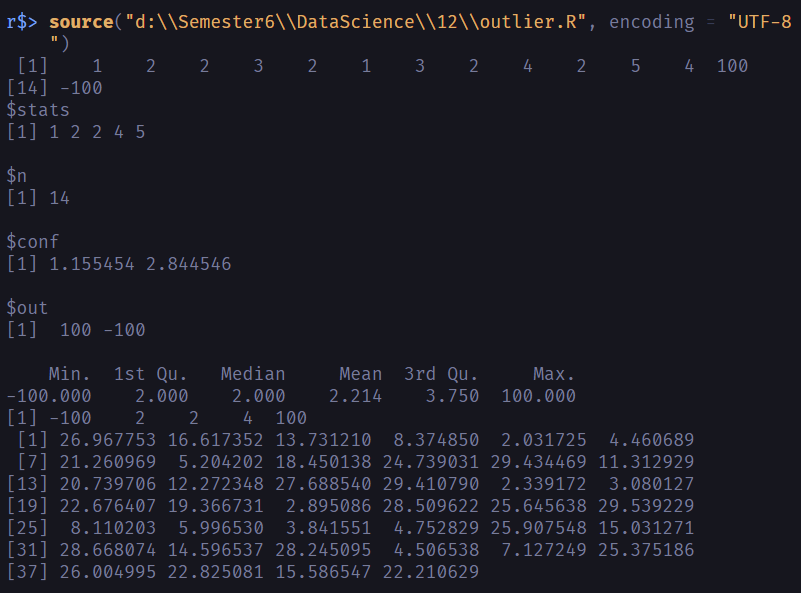 r$> source("d:\\Semester6\\DataScience\\12\\outlier.R", encoding = "UTF-8
")
[1] 1 2 2 3 2 1 3 2 4 2 5 4 100
[14] -100
$stats
[1] 1 2 2 4 5
$n
[1] 14
$conf
[1] 1.155454 2.844546
$out
[1] 100 -100
Min. 1st Qu. Median Mean 3rd Qu. Max.
-100.000 2.000 2.000 2.214 3.750 100.000
[1] -100 2 2 4 100
[1] 26.967753 16.617352 13.731210 8.374850 2.031725 4.460689
[7] 21.260969 5.204202 18.450138 24.739031 29.434469 11.312929
[13] 20.739706 12.272348 27.688540 29.410790 2.339172 3.080127
[19] 22.676407 19.366731 2.895086 28.509622 25.645638 29.539229
[25] 8.110203 5.996530 3.841551 4.752829 25.907548 15.031271
[31] 28.668074 14.596537 28.245095 4.506538 7.127249 25.375186
[37] 26.004995 22.825081 15.586547 22.210629